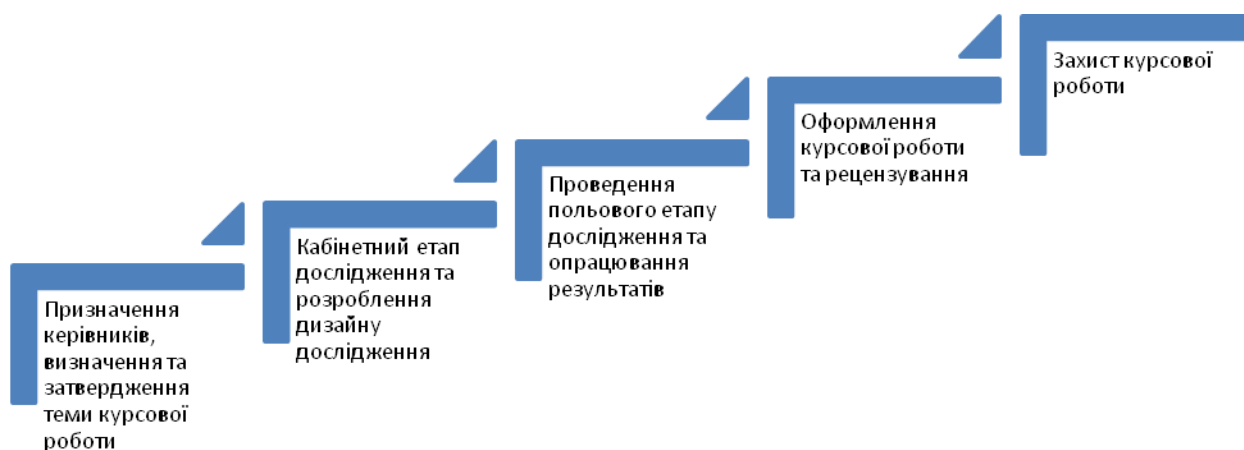 Призначення
керівників,
визначення та
затвердження
теми курсової
роботи
Кабінетний етап
дослідження та
розроблення
дизайну
дослідження
Проведення
польового етапу
дослідження та
опрацювання
результатів
Оформлення
курсової роботи
та рецензування
Захист курсової
роботи